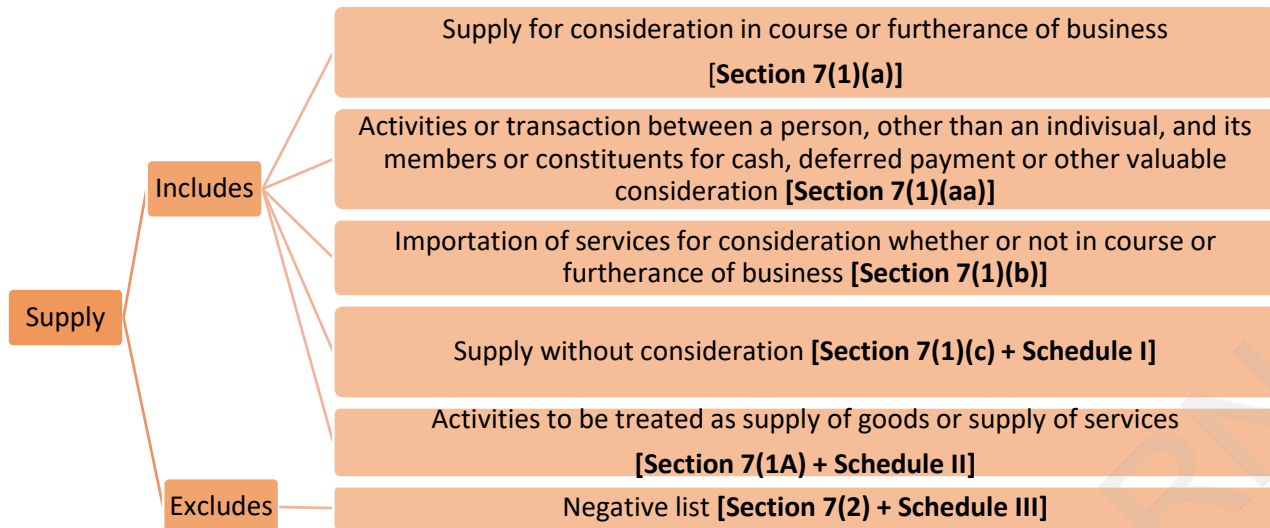 Supply for consideration in course or furtherance of business
[Section 7(1)(a)]
Activities or transaction between a person, other than an indivisual, and its
members or constituents for cash, deferred payment or other valuable
consideration [Section 7(1)(aa)]
Includes
Importation of services for consideration whether or not in course or
furtherance of business [Section 7(1)(b)]
Supply
Supply without consideration [Section 7(1)(c) + Schedule I]
Activities to be treated as supply of goods or supply of services
[Section 7(1A) + Schedule II]
Excludes
Negative list [Section 7(2) + Schedule III]